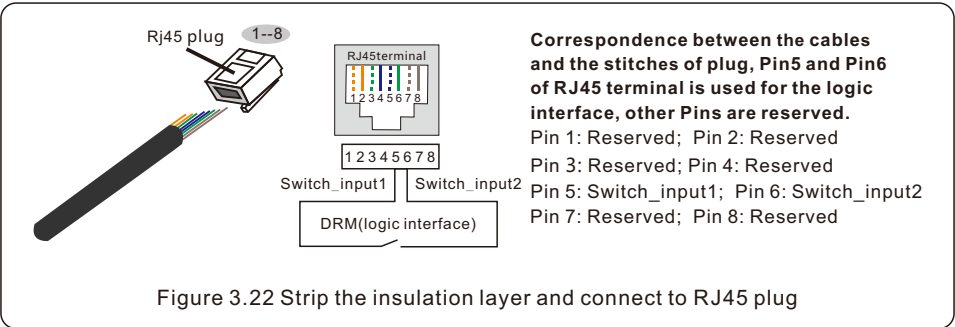 Rj45 plug
1--8
RJ45terminal
12345678
12345678
Switch_input1
Switch_input2
DRM(logic interface)
Correspondence between the cables
and the stitches of plug, Pin5 and Pin6
of RJ45 terminal is used for the logic
interface, other Pins are reserved.
Pin 1: Reserved; Pin 2: Reserved
Pin 3: Reserved; Pin 4: Reserved
Pin 5: Switch_input1; Pin 6: Switch_input2
Pin 7: Reserved; Pin 8: Reserved
Figure 3.22 Strip the insulation layer and connect to RJ45 plug